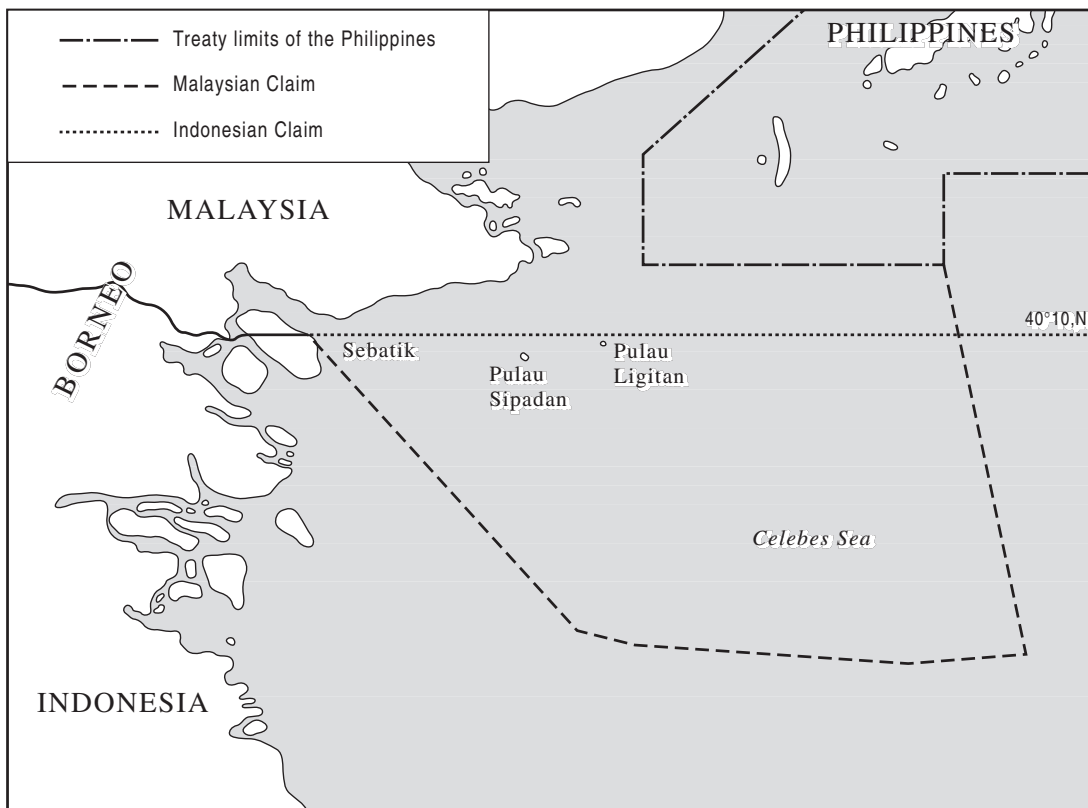 Treaty limits of the Philippines
PHILIPPINES
Malaysian Claim
Indonesian Claim
MALAYSIA
BORNEO
40°10,N
Sebatik
Pulau
Ligitan
Pulau
Sipadan
Celebes Sea
INDONESIA